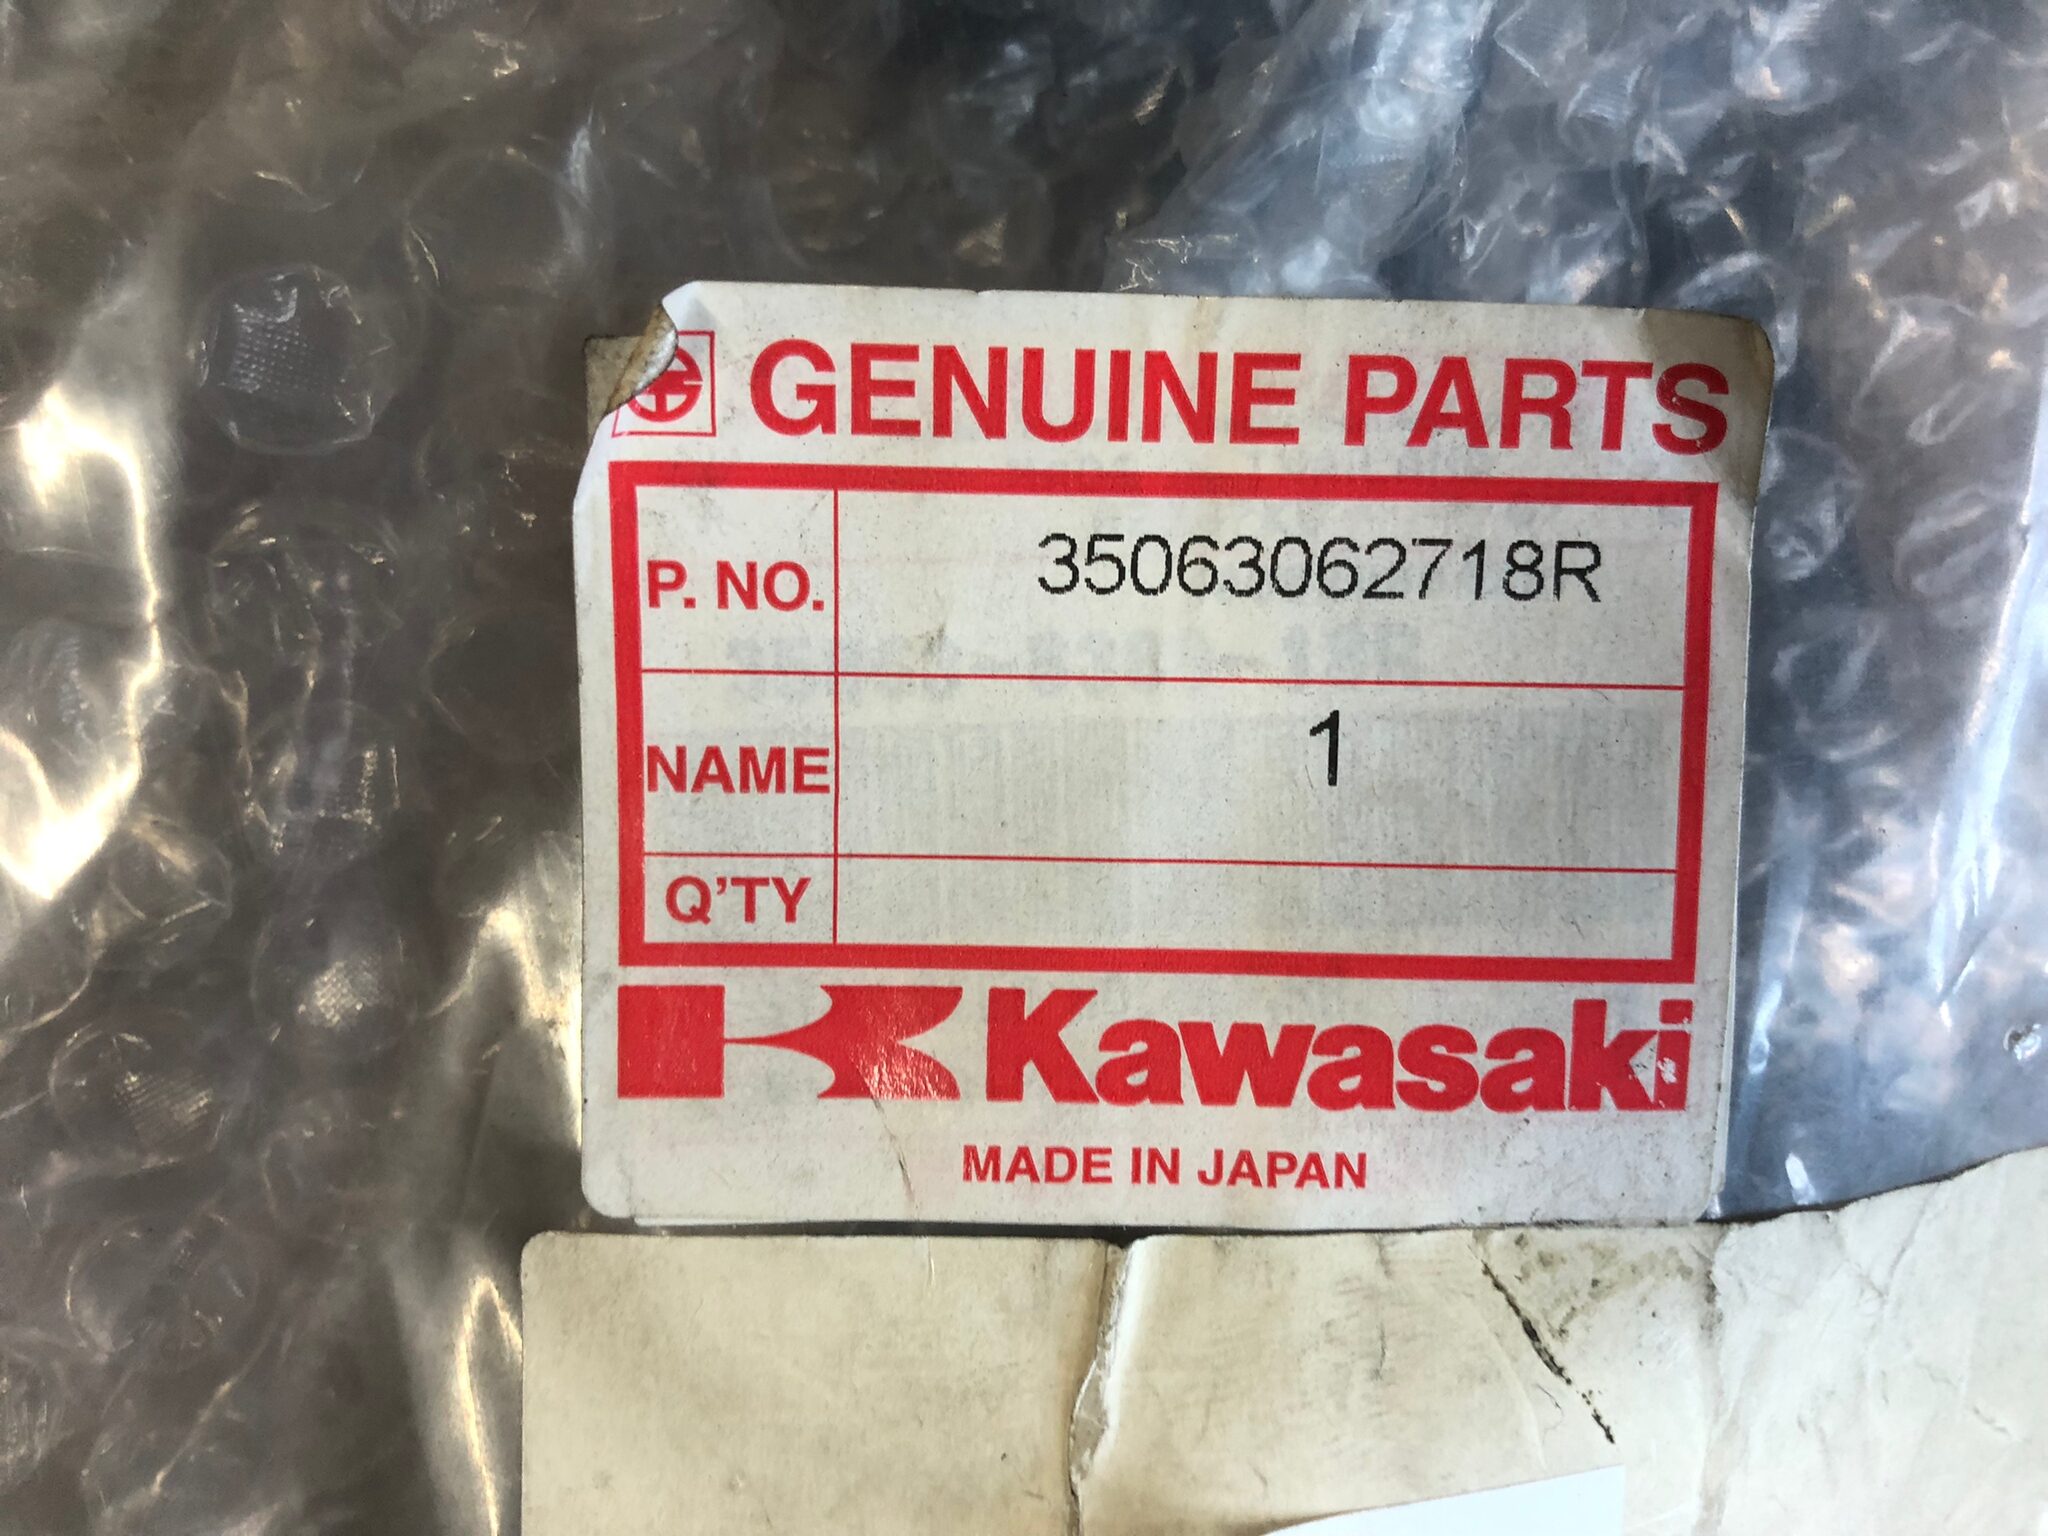 GENUINE PARTS
P. NO. 35063062718R
NAME 1
Q'TY
Kawasaki
MADE IN JAPAN